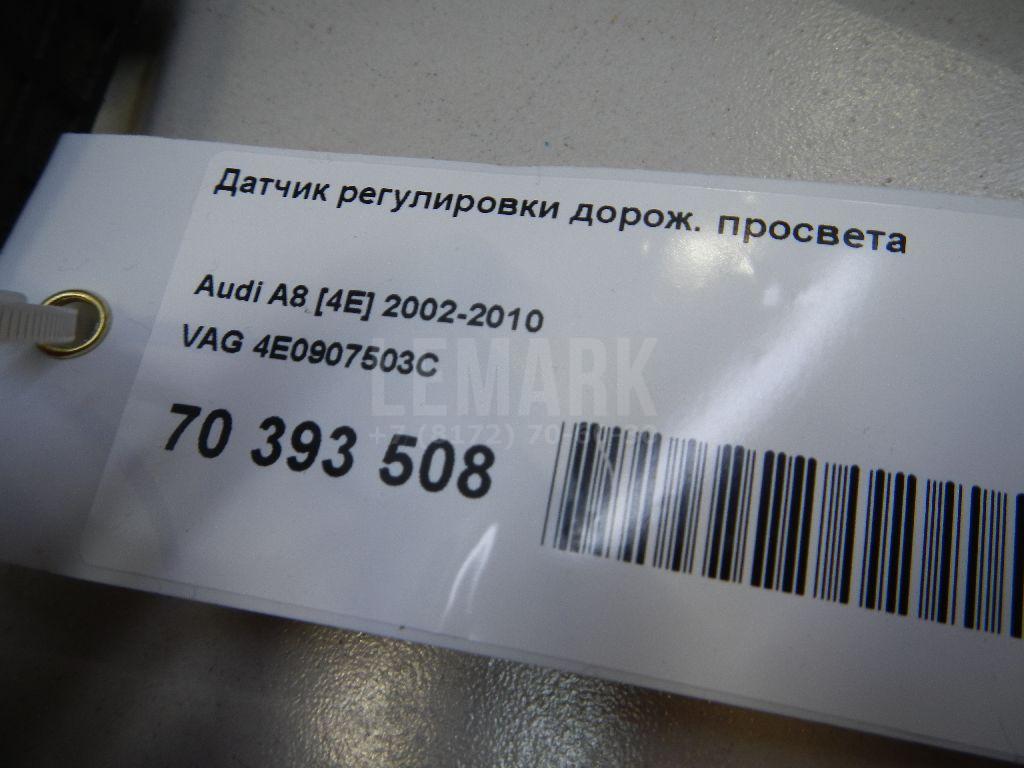 Датчик регулировки дорож. просвета
Audi A8 [4E] 2002-2010
VAG 4E0907503C
LEMARK
70 393 508